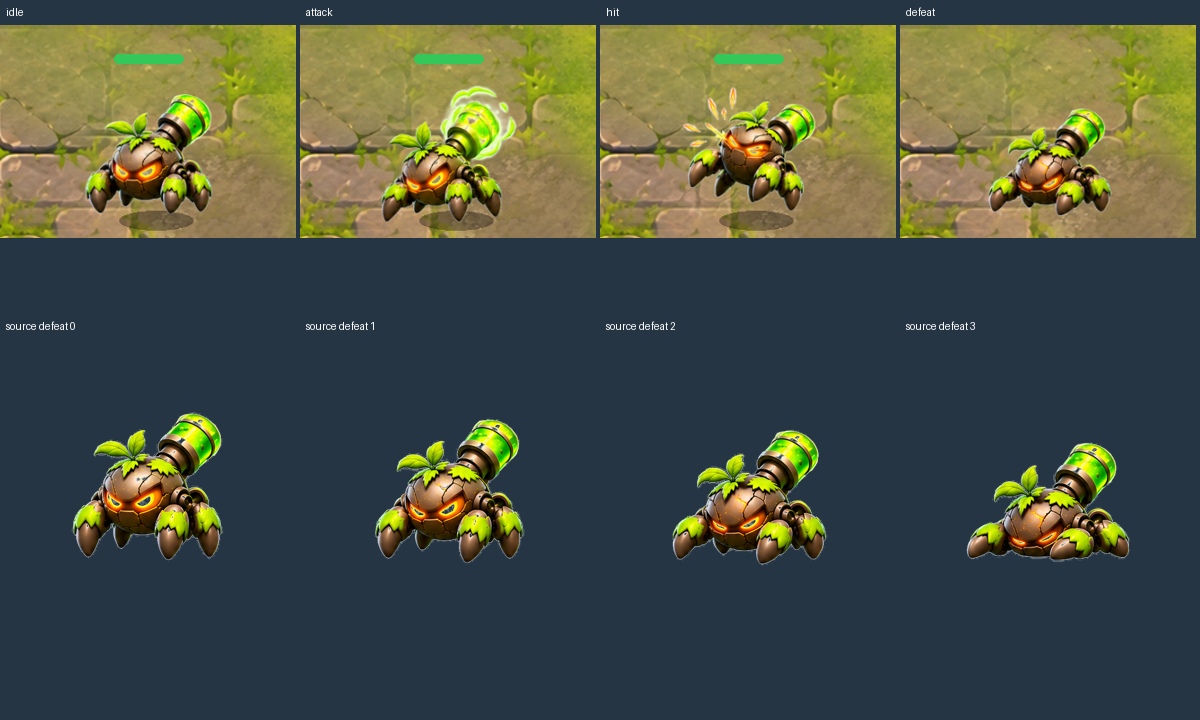 idle
attack
hit
defeat
source defeat 0
source defeat 1
source defeat 2
source defeat 3